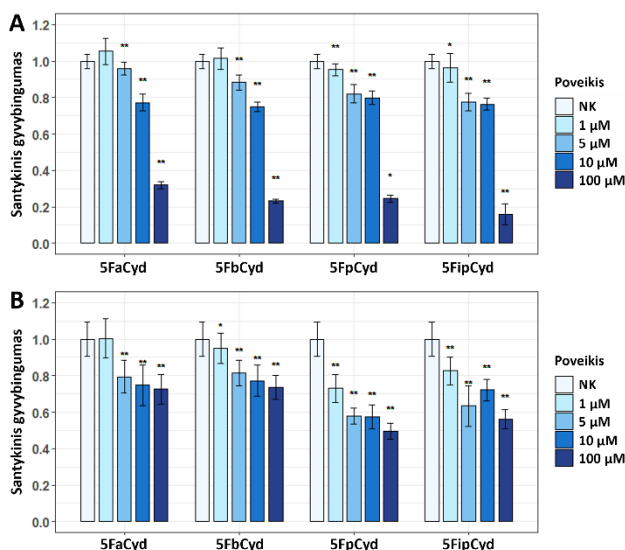 A
Santykinis gyvybingumas
1.2
1.0
0.8
0.6
0.4
0.2
0.0
** ** **
** ** **
** ** ** *
* ** ** **
5FaCyd 5FbCyd 5FpCyd 5FipCyd
Poveikis
NK
1 µM
5 µM
10 µM
100 µM
B
Santykinis gyvybingumas
1.2
1.0
0.8
0.6
0.4
0.2
0.0
** ** **
* ** ** **
** ** ** **
** ** ** **
5FaCyd 5FbCyd 5FpCyd 5FipCyd
Poveikis
NK
1 µM
5 µM
10 µM
100 µM